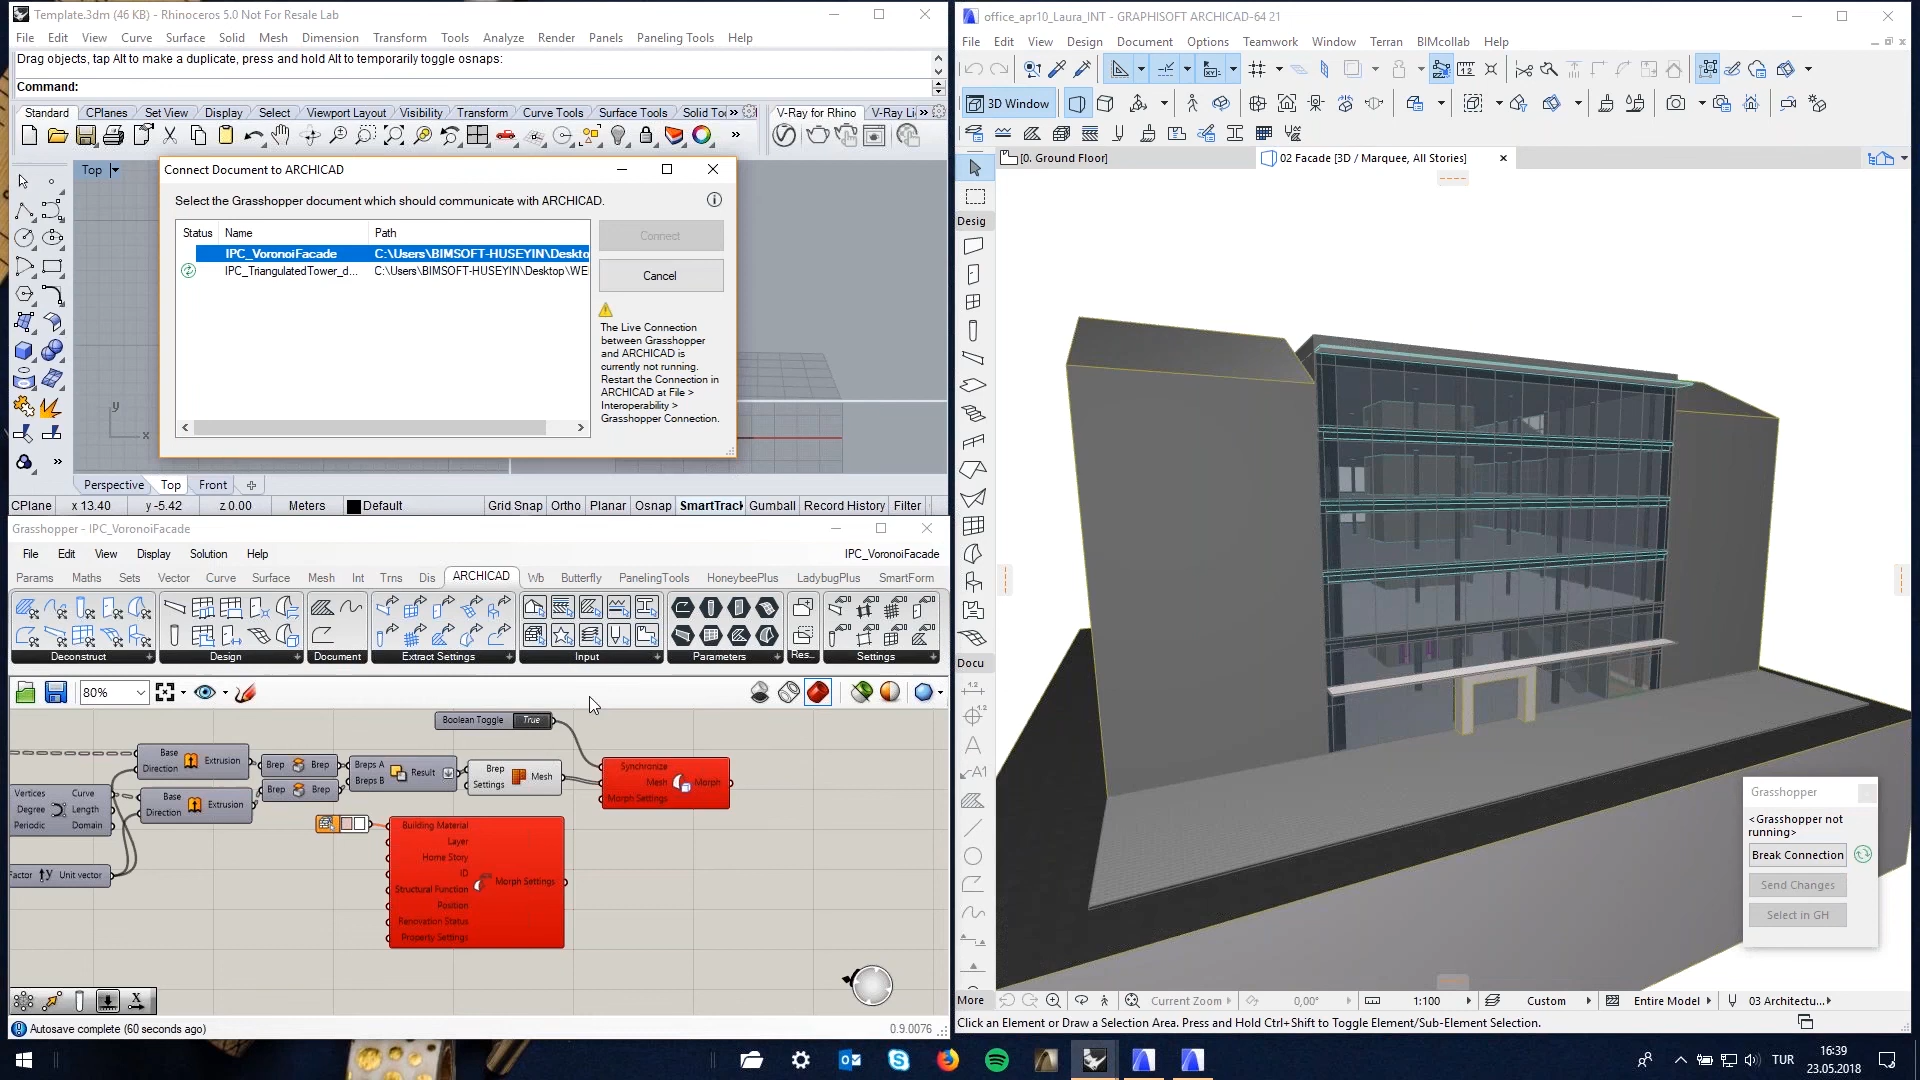 Template.3dm (46 KB) - Rhinoceros 5.0 Not For Resale Lab
File Edit View Curve Surface Solid Mesh Dimension Transform Tools Analyze Render Panels Paneling Tools Help
Drag objects, tap Alt to make a duplicate, press and hold Alt to temporarily toggle osnaps:
Command:
Standard CPlanes Set View Display Select Viewport Layout Visibility Transform Curve Tools Surface Tools Solid To V-Ray for Rhino V-Ray Li
Top
Connect Document to ARCHICAD
Select the Grasshopper document which should communicate with ARCHICAD.
Status Name Path
IPC_VoronoiFacade C:\Users\BIMSOFT-HUSEYIN\Deskto
IPC_TriangulatedTower_d... C:\Users\BIMSOFT-HUSEYIN\Desktop\WE
Connect
Cancel
The Live Connection
between Grasshopper
and ARCHICAD is
currently not running.
Restart the Connection in
ARCHICAD at File >
Interoperability >
Grasshopper Connection.
y
x
Perspective Top Front
CPlane x 13.40 y -5.42 z 0.00 Meters Default Grid Snap Ortho Planar Osnap SmartTrack Gumball Record History Filter
Grasshopper - IPC_VoronoiFacade
File Edit View Display Solution Help IPC_VoronoiFacade
Params Maths Sets Vector Curve Surface Mesh Int Trns Dis ARCHICAD Wb Butterfly PanelingTools HoneybeePlus LadybugPlus SmartForm
Deconstruct Design Document Extract Settings Input Parameters Res... Settings
80%
Boolean Toggle True
Base
Direction
Extrusion
Brep Brep
Breps A
Breps B
Result
Brep
Settings
Mesh
Synchronize
Mesh
Morph Settings
Morph
Brep Brep
Base
Direction
Extrusion
Vertices
Degree
Periodic
Curve
Length
Domain
Factor Unit vector
Building Material
Layer
Home Story
ID
Structural Function
Position
Renovation Status
Property Settings
Morph Settings
Autosave complete (60 seconds ago) 0.9.0076
office_apr10_Laura_INT - GRAPHISOFT ARCHICAD-64 21
File Edit View Design Document Options Teamwork Window Terran BIMcollab Help
3D Window
[0. Ground Floor] 02 Facade [3D / Marquee, All Stories]
Desig
Docu
More
Grasshopper
<Grasshopper not
running>
Break Connection
Send Changes
Select in GH
Current Zoom 0,00° 1:100 Custom Entire Model 03 Architectu...
Click an Element or Draw a Selection Area. Press and Hold Ctrl+Shift to Toggle Element/Sub-Element Selection.
TUR
16:39
23.05.2018